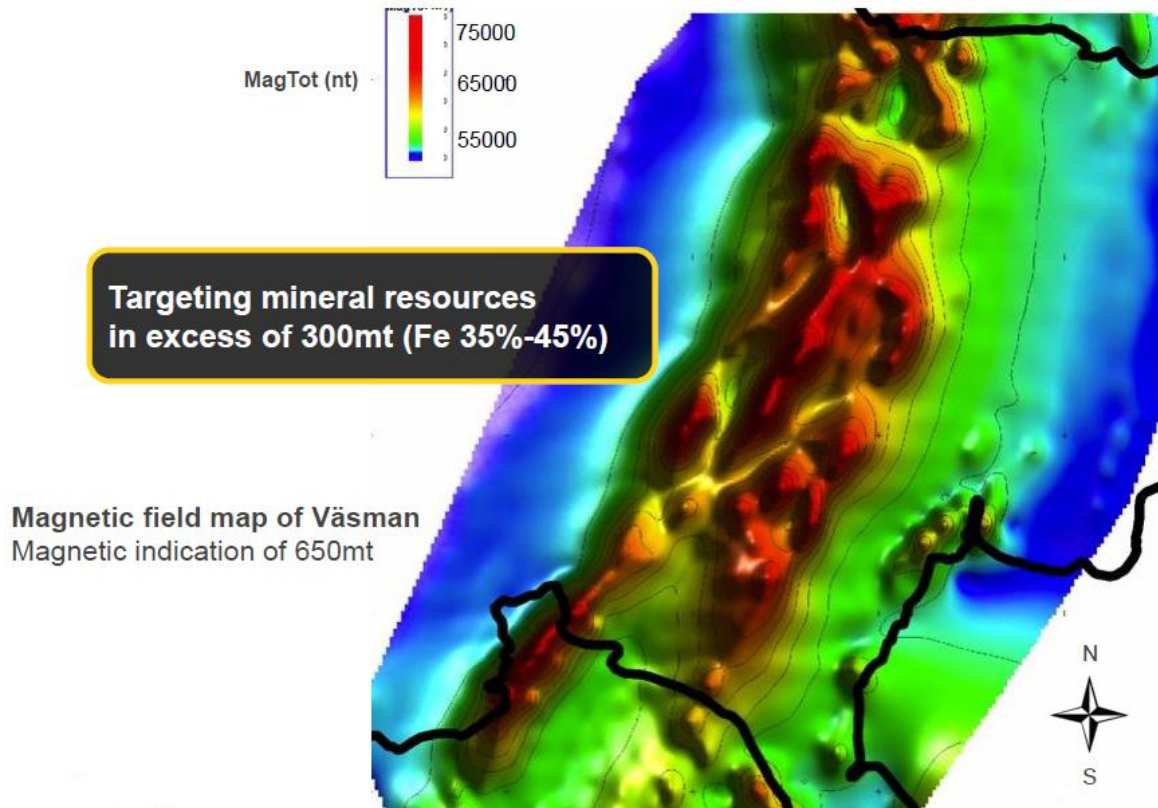 75000
MagTot (nt)
65000
55000
Targeting mineral resources
in excess of 300mt (Fe 35%-45%)
Magnetic field map of Väsman
Magnetic indication of 650mt
N
S